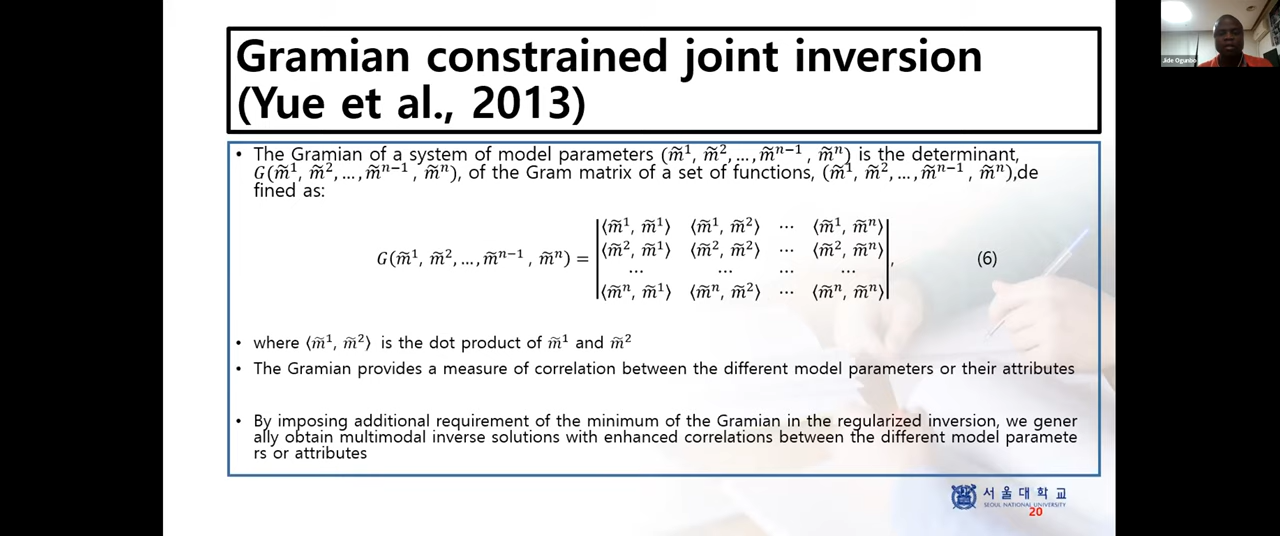 Gramian constrained joint inversion
(Yue et al., 2013)
• The Gramian of a system of model parameters (m̃¹, m̃², …, m̃ⁿ⁻¹ , m̃ⁿ) is the determinant,
G(m̃¹, m̃², …, m̃ⁿ⁻¹ , m̃ⁿ), of the Gram matrix of a set of functions, (m̃¹, m̃², …, m̃ⁿ⁻¹ , m̃ⁿ),de
fined as:
G(m̃¹, m̃², …, m̃ⁿ⁻¹ , m̃ⁿ) = |⟨m̃¹, m̃¹⟩ ⟨m̃¹, m̃²⟩ ⋯ ⟨m̃¹, m̃ⁿ⟩|
|⟨m̃², m̃¹⟩ ⟨m̃², m̃²⟩ ⋯ ⟨m̃², m̃ⁿ⟩|
… … … …
|⟨m̃ⁿ, m̃¹⟩ ⟨m̃ⁿ, m̃²⟩ ⋯ ⟨m̃ⁿ, m̃ⁿ⟩|, (6)
• where ⟨m̃¹, m̃²⟩ is the dot product of m̃¹ and m̃²
• The Gramian provides a measure of correlation between the different model parameters or their attributes
• By imposing additional requirement of the minimum of the Gramian in the regularized inversion, we gener
ally obtain multimodal inverse solutions with enhanced correlations between the different model paramete
rs or attributes
서울대학교
SEOUL NATIONAL UNIVERSITY
20
Jide Ogunbo